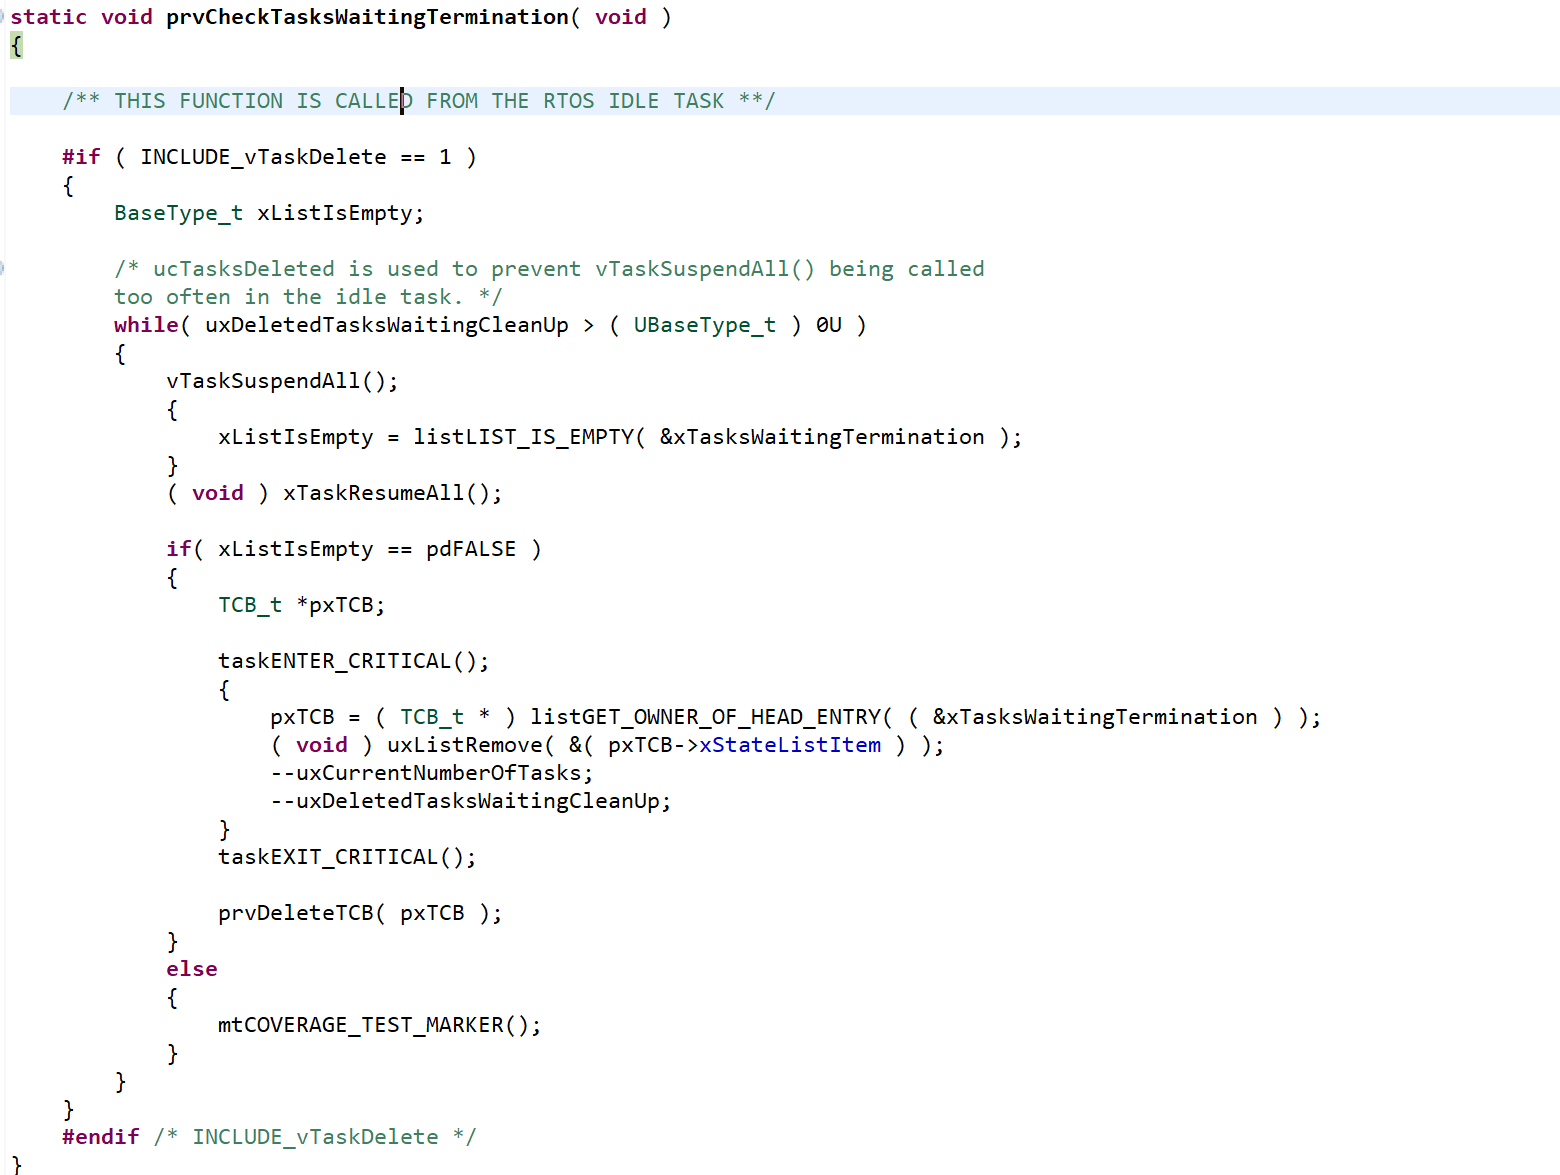 static void prvCheckTasksWaitingTermination( void )
{
/** THIS FUNCTION IS CALLED FROM THE RTOS IDLE TASK **/
#if ( INCLUDE_vTaskDelete == 1 )
{
BaseType_t xListIsEmpty;
/* ucTasksDeleted is used to prevent vTaskSuspendAll() being called
too often in the idle task. */
while( uxDeletedTasksWaitingCleanUp > ( UBaseType_t ) 0U )
{
vTaskSuspendAll();
{
xListIsEmpty = listLIST_IS_EMPTY( &xTasksWaitingTermination );
}
( void ) xTaskResumeAll();
if( xListIsEmpty == pdFALSE )
{
TCB_t *pxTCB;
taskENTER_CRITICAL();
{
pxTCB = ( TCB_t * ) listGET_OWNER_OF_HEAD_ENTRY( ( &xTasksWaitingTermination ) );
( void ) uxListRemove( &( pxTCB->xStateListItem ) );
--uxCurrentNumberOfTasks;
--uxDeletedTasksWaitingCleanUp;
}
taskEXIT_CRITICAL();
prvDeleteTCB( pxTCB );
}
else
{
mtCOVERAGE_TEST_MARKER();
}
}
}
#endif /* INCLUDE_vTaskDelete */
}